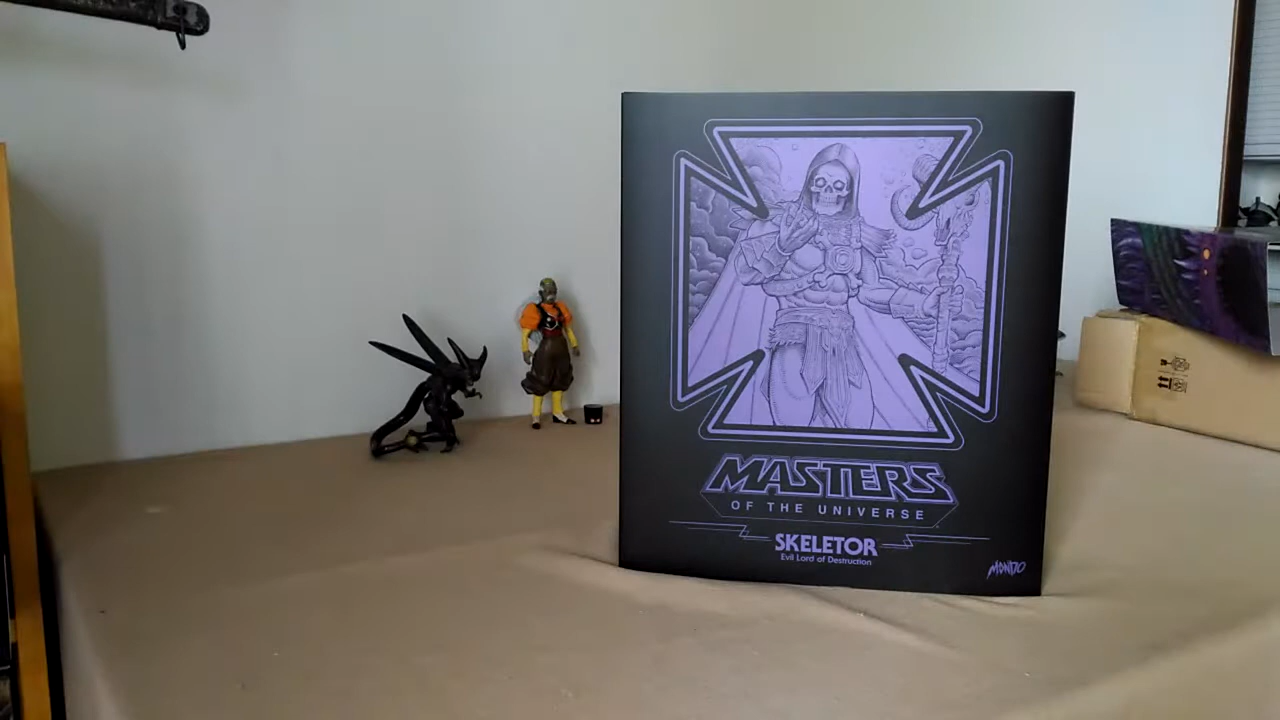 MASTERS
OF THE UNIVERSE
SKELETOR
Evil Lord of Destruction
MONDO